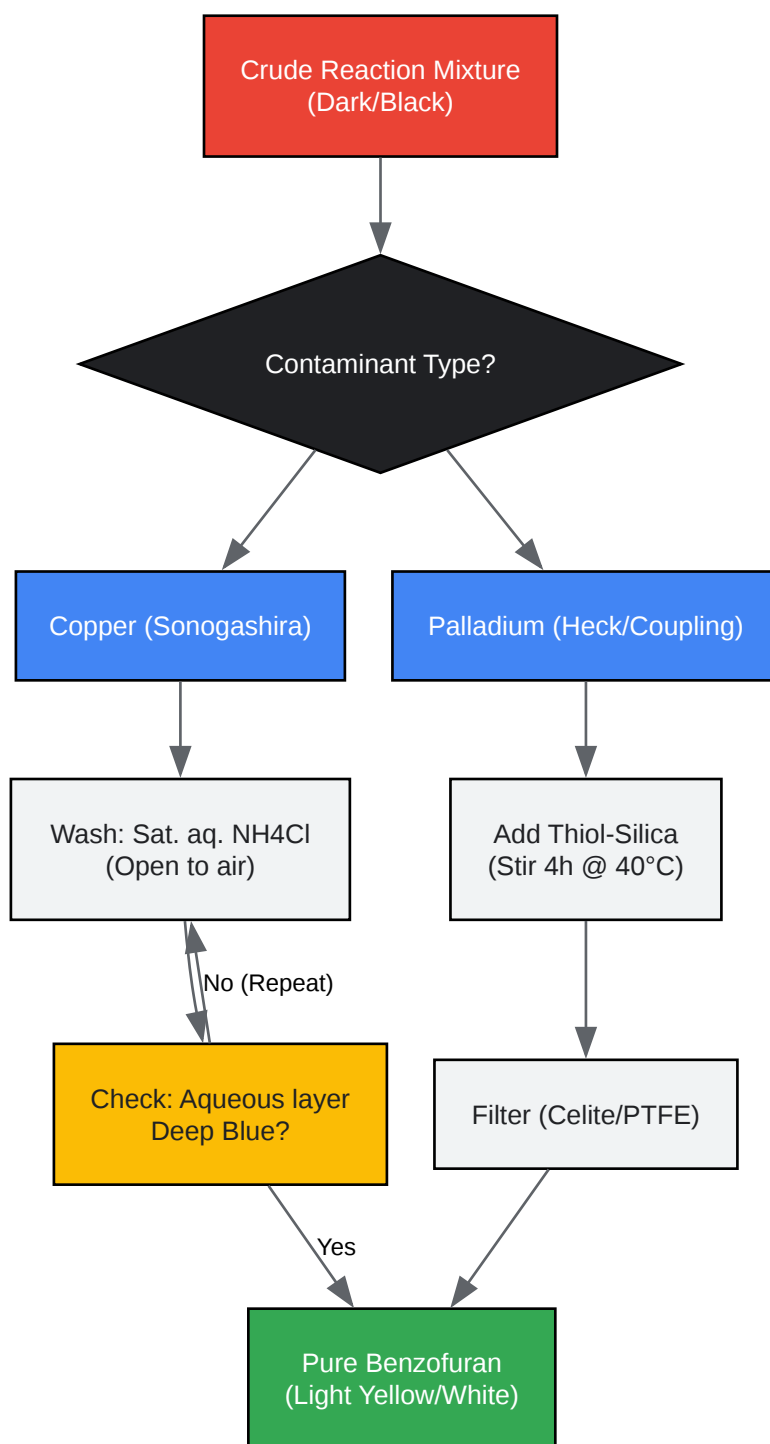 Crude Reaction Mixture
(Dark/Black)
Contaminant Type?
Copper (Sonogashira)
Palladium (Heck/Coupling)
Wash: Sat. aq. NH4Cl
(Open to air)
Add Thiol-Silica
(Stir 4h @ 40°C)
No (Repeat)
Check: Aqueous layer
Deep Blue?
Filter (Celite/PTFE)
Yes
Pure Benzofuran
(Light Yellow/White)